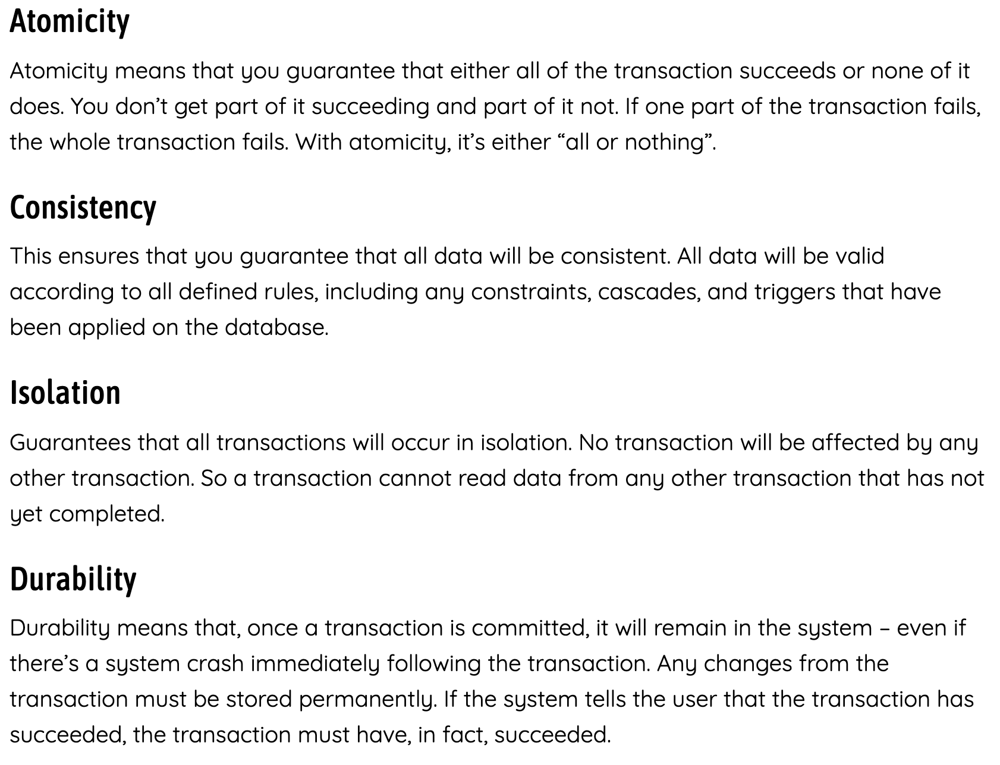 Atomicity
Atomicity means that you guarantee that either all of the transaction succeeds or none of it
does. You don’t get part of it succeeding and part of it not. If one part of the transaction fails,
the whole transaction fails. With atomicity, it’s either “all or nothing”.
Consistency
This ensures that you guarantee that all data will be consistent. All data will be valid
according to all defined rules, including any constraints, cascades, and triggers that have
been applied on the database.
Isolation
Guarantees that all transactions will occur in isolation. No transaction will be affected by any
other transaction. So a transaction cannot read data from any other transaction that has not
yet completed.
Durability
Durability means that, once a transaction is committed, it will remain in the system – even if
there’s a system crash immediately following the transaction. Any changes from the
transaction must be stored permanently. If the system tells the user that the transaction has
succeeded, the transaction must have, in fact, succeeded.